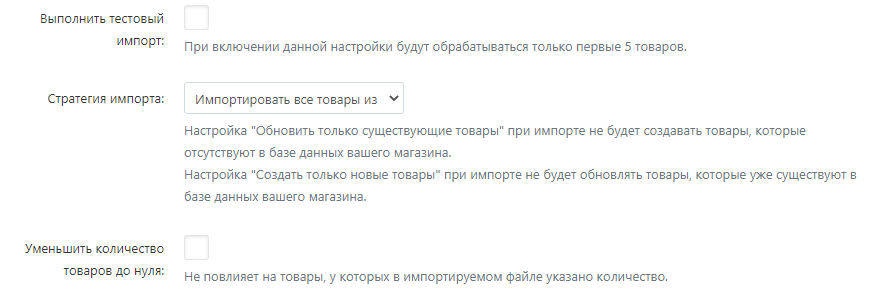 Выполнить тестовый
импорт:
При включении данной настройки будут обрабатываться только первые 5 товаров.
Стратегия импорта:
Импортировать все товары из
Настройка "Обновить только существующие товары" при импорте не будет создавать товары, которые
отсутствуют в базе данных вашего магазина.
Настройка "Создать только новые товары" при импорте не будет обновлять товары, которые уже существуют в
базе данных вашего магазина.
Уменьшить количество
товаров до нуля:
Не повлияет на товары, у которых в импортируемом файле указано количество.